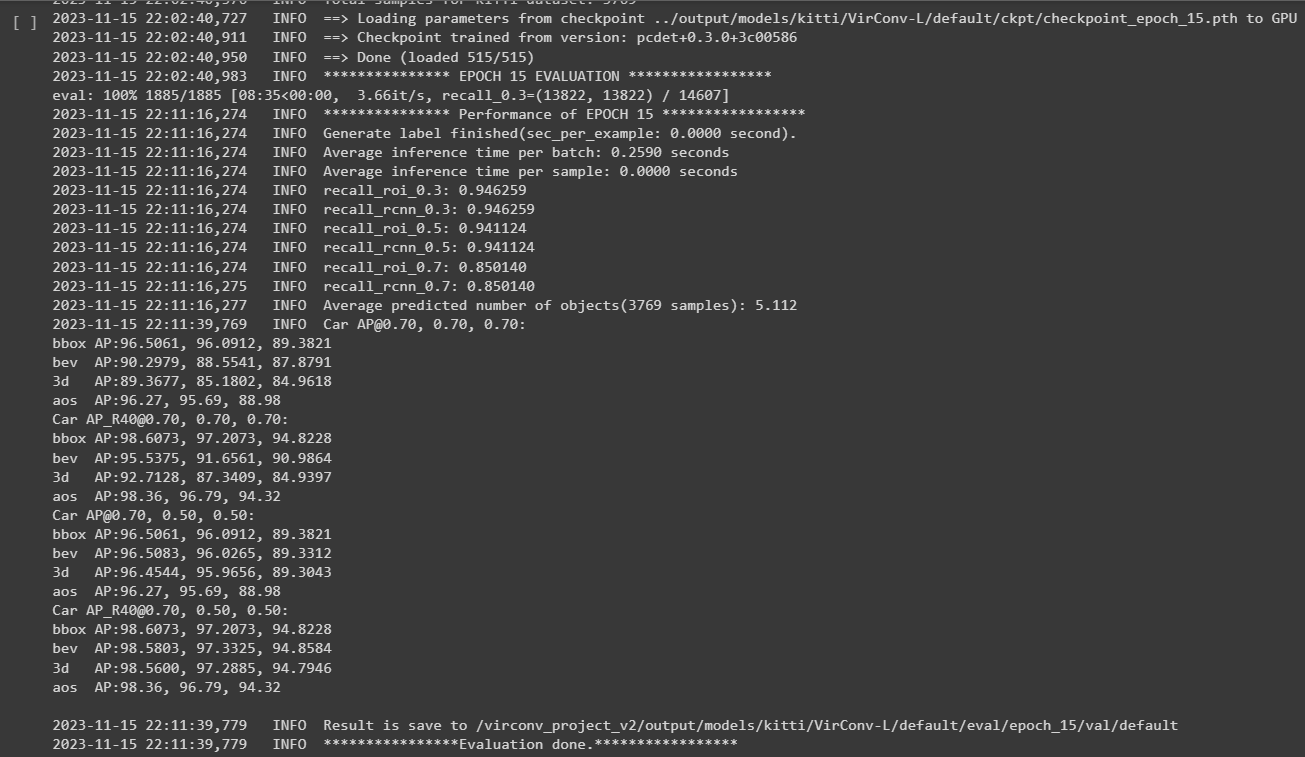 2023-11-15 22:02:40,570 INFO Total samples for kitti dataset: 3769
[ ] 2023-11-15 22:02:40,727 INFO ==> Loading parameters from checkpoint ../output/models/kitti/VirConv-L/default/ckpt/checkpoint_epoch_15.pth to GPU
2023-11-15 22:02:40,911 INFO ==> Checkpoint trained from version: pcdet+0.3.0+3c00586
2023-11-15 22:02:40,950 INFO ==> Done (loaded 515/515)
2023-11-15 22:02:40,983 INFO *************** EPOCH 15 EVALUATION *****************
eval: 100% 1885/1885 [08:35<00:00, 3.66it/s, recall_0.3=(13822, 13822) / 14607]
2023-11-15 22:11:16,274 INFO *************** Performance of EPOCH 15 *****************
2023-11-15 22:11:16,274 INFO Generate label finished(sec_per_example: 0.0000 second).
2023-11-15 22:11:16,274 INFO Average inference time per batch: 0.2590 seconds
2023-11-15 22:11:16,274 INFO Average inference time per sample: 0.0000 seconds
2023-11-15 22:11:16,274 INFO recall_roi_0.3: 0.946259
2023-11-15 22:11:16,274 INFO recall_rcnn_0.3: 0.946259
2023-11-15 22:11:16,274 INFO recall_roi_0.5: 0.941124
2023-11-15 22:11:16,274 INFO recall_rcnn_0.5: 0.941124
2023-11-15 22:11:16,274 INFO recall_roi_0.7: 0.850140
2023-11-15 22:11:16,275 INFO recall_rcnn_0.7: 0.850140
2023-11-15 22:11:16,277 INFO Average predicted number of objects(3769 samples): 5.112
2023-11-15 22:11:39,769 INFO Car AP@0.70, 0.70, 0.70:
bbox AP:96.5061, 96.0912, 89.3821
bev AP:90.2979, 88.5541, 87.8791
3d AP:89.3677, 85.1802, 84.9618
aos AP:96.27, 95.69, 88.98
Car AP_R40@0.70, 0.70, 0.70:
bbox AP:98.6073, 97.2073, 94.8228
bev AP:95.5375, 91.6561, 90.9864
3d AP:92.7128, 87.3409, 84.9397
aos AP:98.36, 96.79, 94.32
Car AP@0.70, 0.50, 0.50:
bbox AP:96.5061, 96.0912, 89.3821
bev AP:96.5083, 96.0265, 89.3312
3d AP:96.4544, 95.9656, 89.3043
aos AP:96.27, 95.69, 88.98
Car AP_R40@0.70, 0.50, 0.50:
bbox AP:98.6073, 97.2073, 94.8228
bev AP:98.5803, 97.3325, 94.8584
3d AP:98.5600, 97.2885, 94.7946
aos AP:98.36, 96.79, 94.32
2023-11-15 22:11:39,779 INFO Result is save to /virconv_project_v2/output/models/kitti/VirConv-L/default/eval/epoch_15/val/default
2023-11-15 22:11:39,779 INFO ****************Evaluation done.*****************